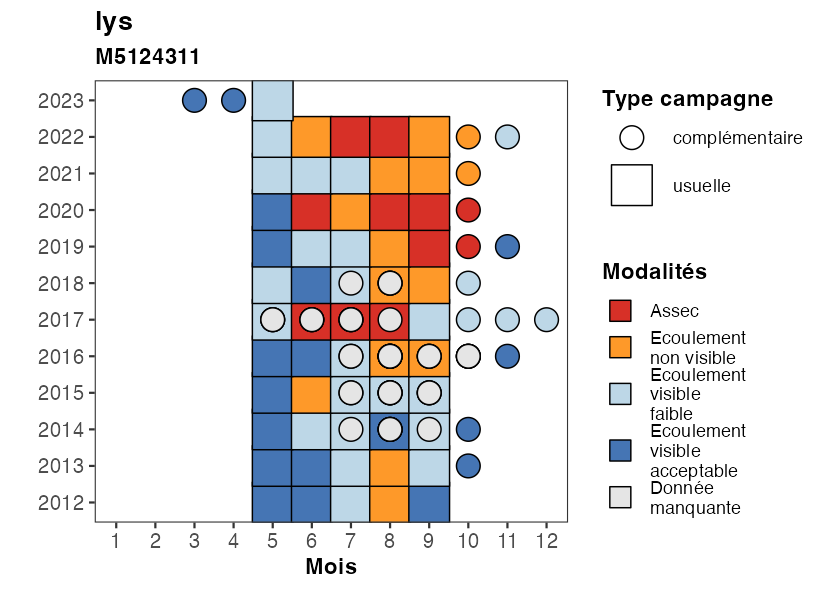 lys
M5124311
2023
2022
2021
2020
2019
2018
2017
2016
2015
2014
2013
2012
1 2 3 4 5 6 7 8 9 10 11 12
Mois
Type campagne
complémentaire
usuelle
Modalités
Assec
Ecoulement
non visible
Ecoulement
visible
faible
Ecoulement
visible
acceptable
Donnée
manquante